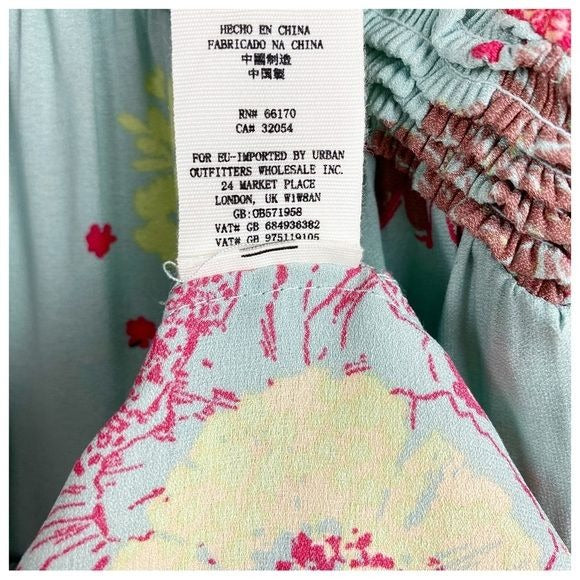 HECHO EN CHINA
FABRICADO NA CHINA
中國制造
中国製
RN# 66170
CA# 32054
FOR EU-IMPORTED BY URBAN
OUTFITTERS WHOLESALE INC.
24 MARKET PLACE
LONDON, UK W1W8AN
GB:OB571958
VAT# GB 684936382
VAT# GB 975119105